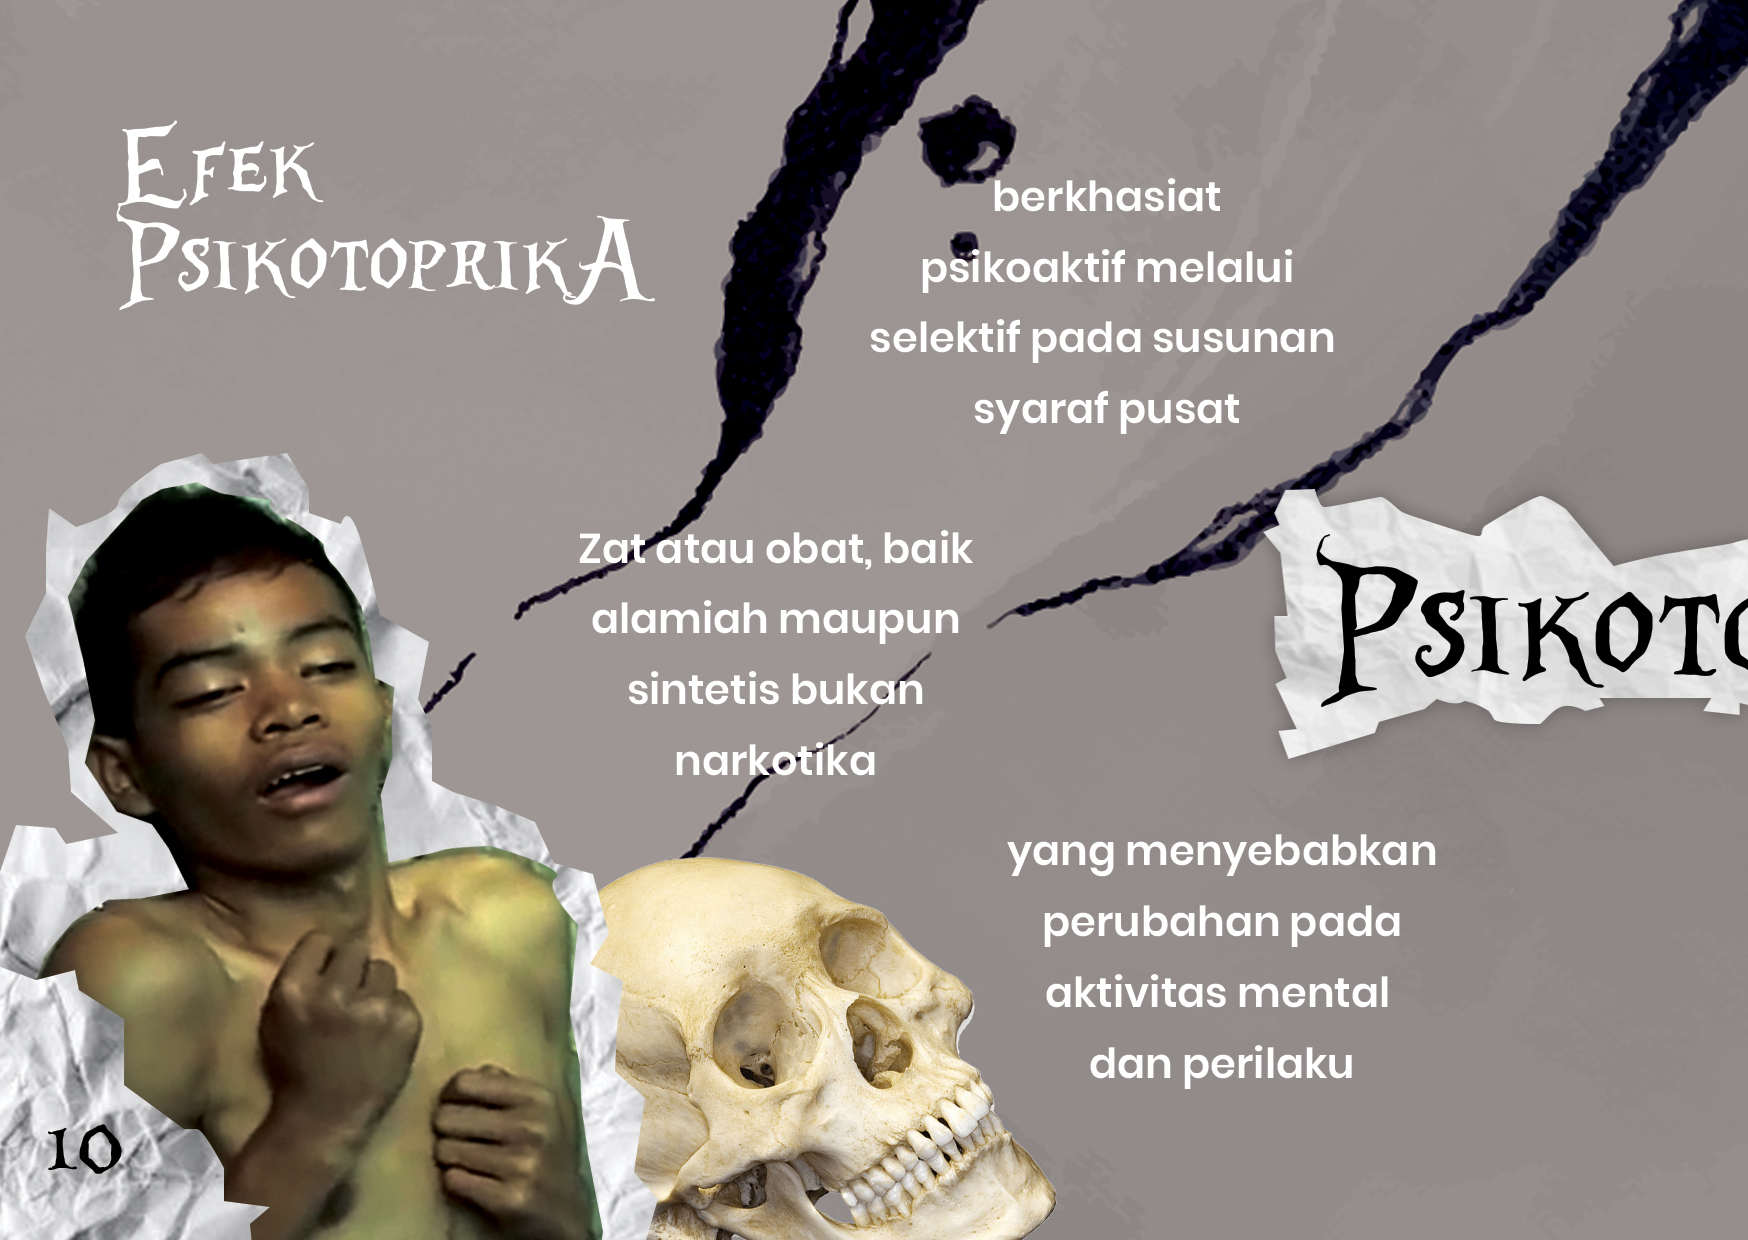 Efek
PsikotoprikA
berkhasiat
psikoaktif melalui
selektif pada susunan
syaraf pusat
Zat atau obat, baik
alamiah maupun
sintetis bukan
narkotika
Psikoto
yang menyebabkan
perubahan pada
aktivitas mental
dan perilaku
10